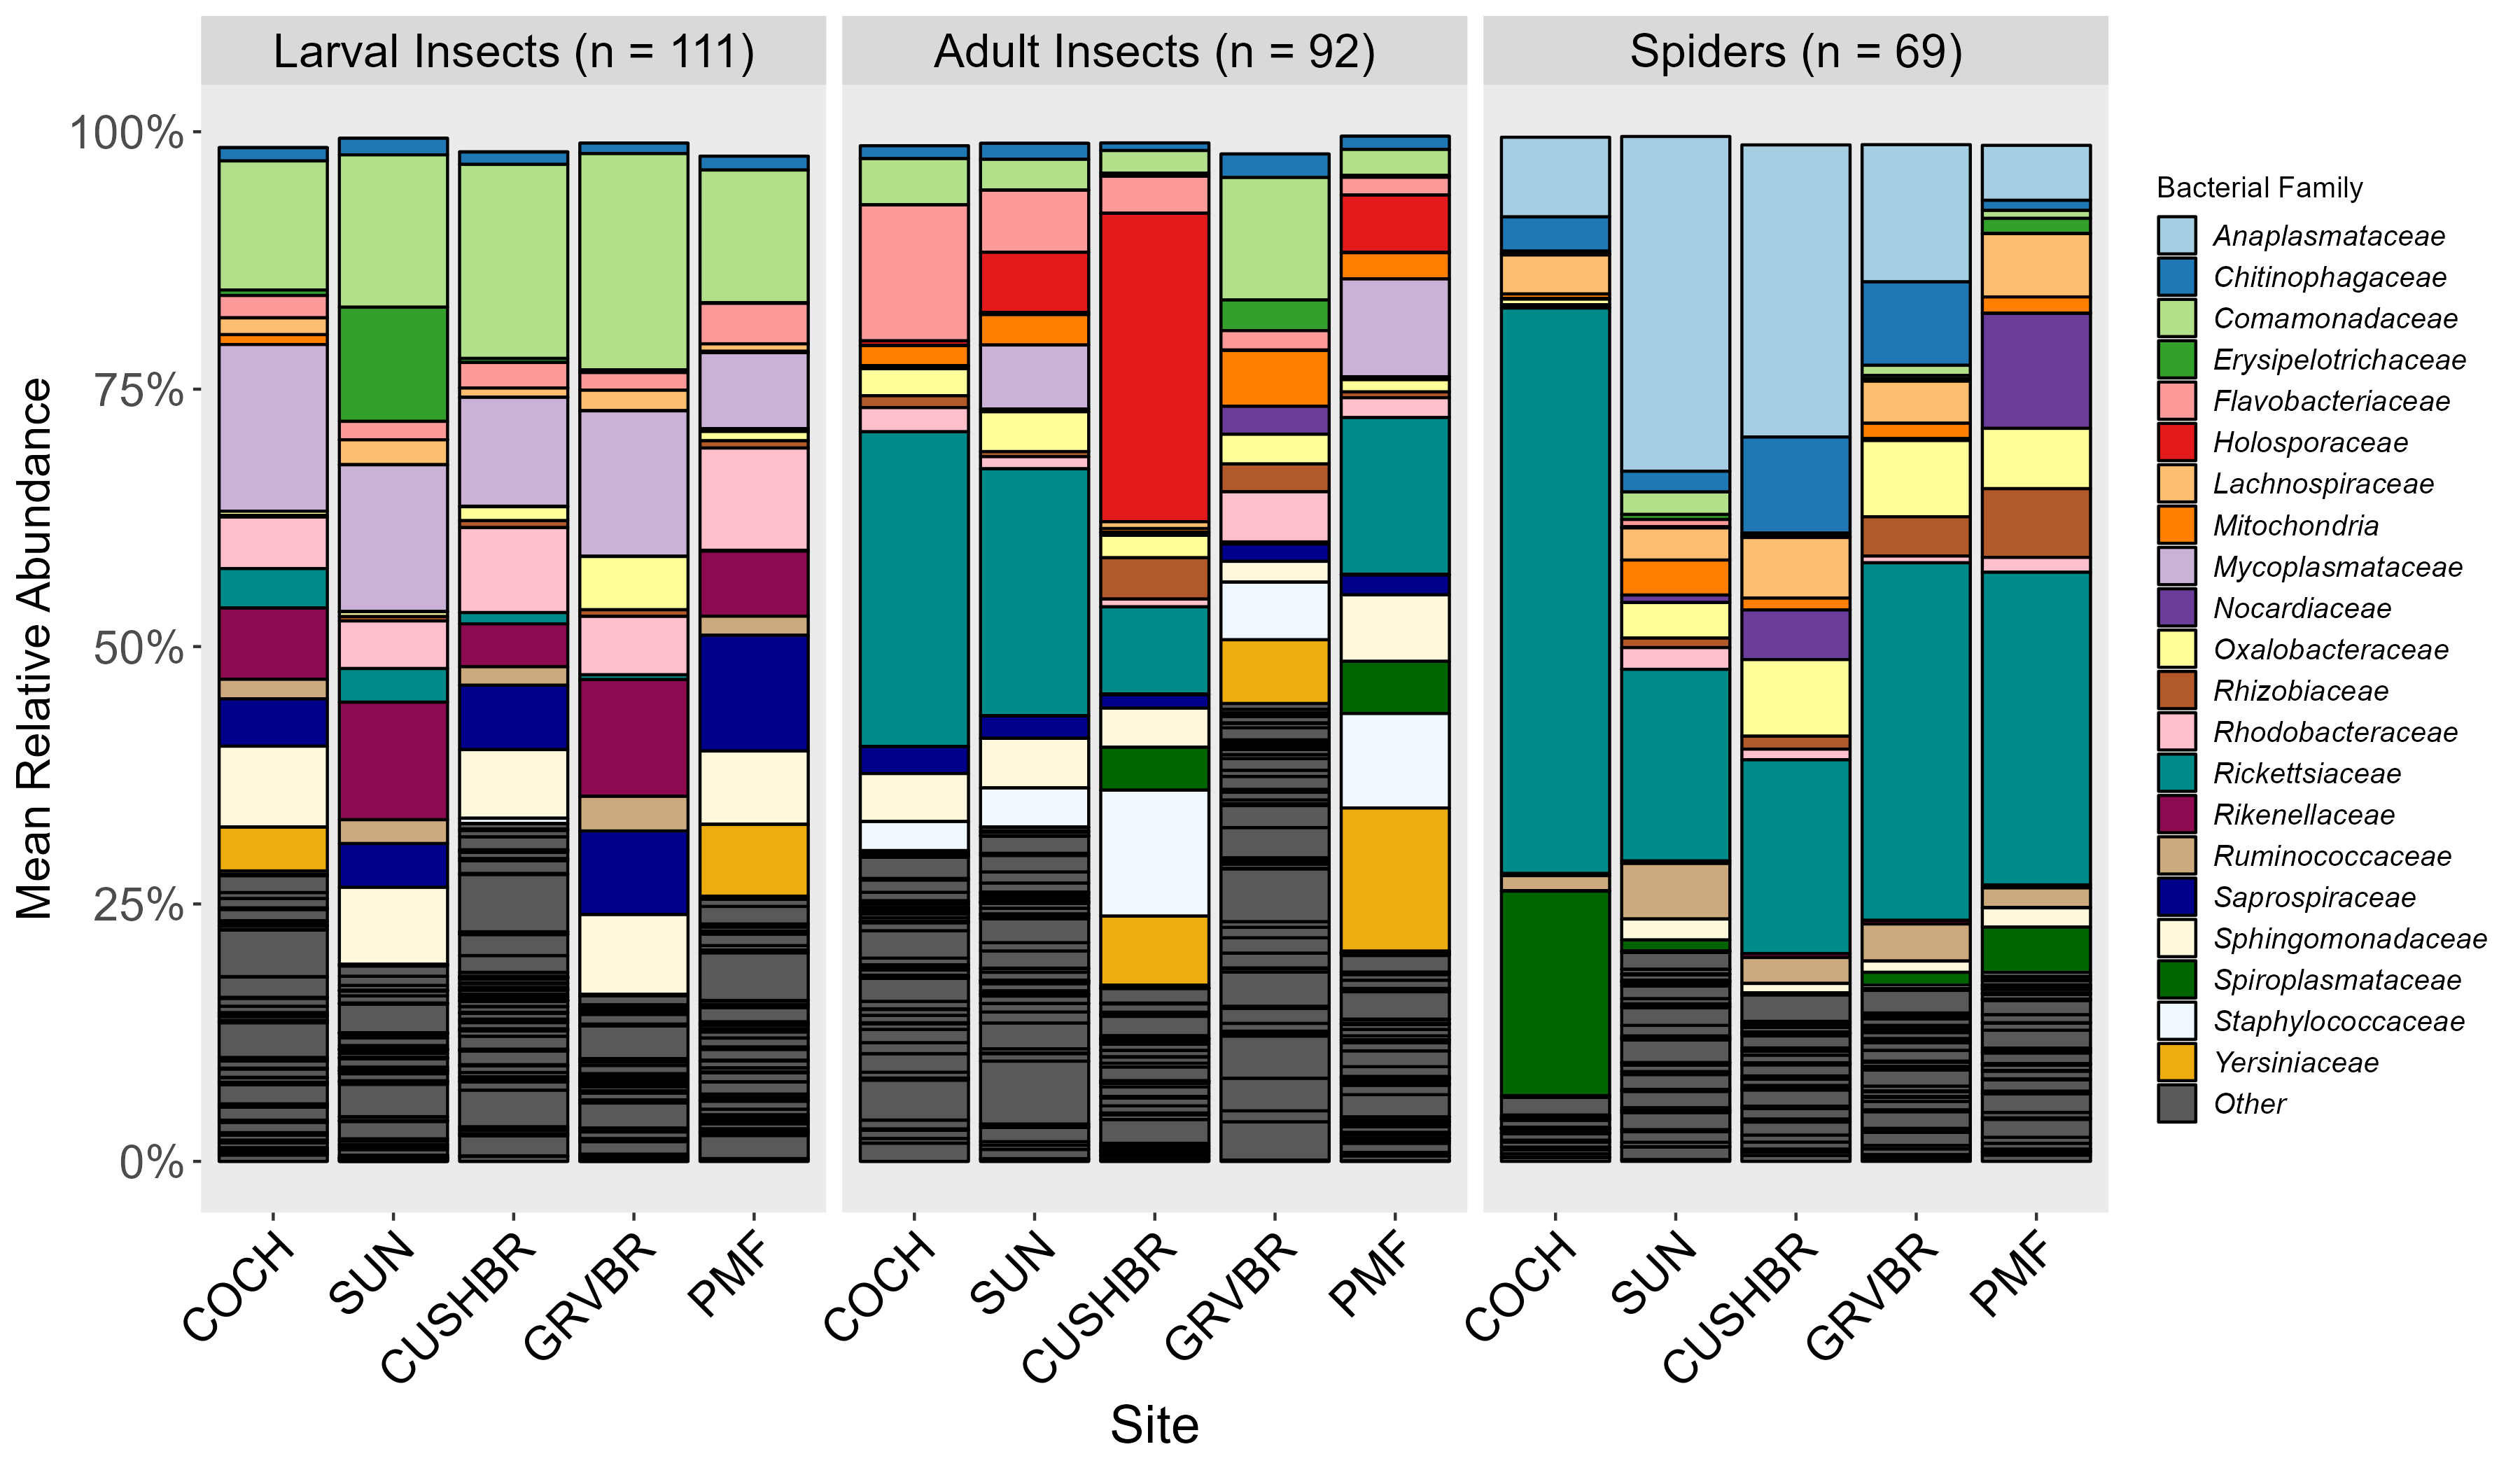 Larval Insects (n = 111)
Adult Insects (n = 92)
Spiders (n = 69)
Mean Relative Abundance
100%
75%
50%
25%
0%
COCH
SUN
CUSHBR
GRVBR
PMF
COCH
SUN
CUSHBR
GRVBR
PMF
COCH
SUN
CUSHBR
GRVBR
PMF
Site
Bacterial Family
Anaplasmataceae
Chitinophagaceae
Comamonadaceae
Erysipelotrichaceae
Flavobacteriaceae
Holosporaceae
Lachnospiraceae
Mitochondria
Mycoplasmataceae
Nocardiaceae
Oxalobacteraceae
Rhizobiaceae
Rhodobacteraceae
Rickettsiaceae
Rikenellaceae
Ruminococcaceae
Saprospiraceae
Sphingomonadaceae
Spiroplasmataceae
Staphylococcaceae
Yersiniaceae
Other